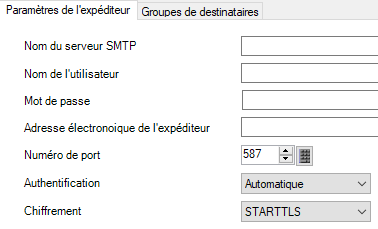 Paramètres de l'expéditeur Groupes de destinataires
Nom du serveur SMTP
Nom de l'utilisateur
Mot de passe
Adresse électronoique de l'expéditeur
Numéro de port 587
Authentification Automatique
Chiffrement STARTTLS